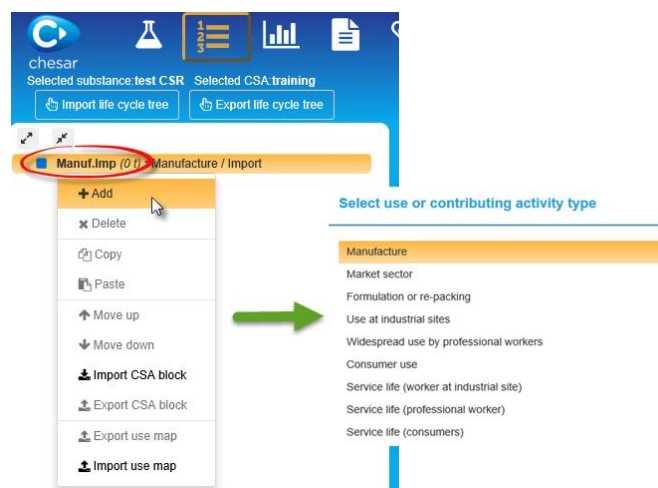 1
2
3
chesar
Selected substance:test CSR Selected CSA:training
Import life cycle tree Export life cycle tree
Manuf.Imp (0 t) : Manufacture / Import
Add
Delete
Copy
Paste
Move up
Move down
Import CSA block
Export CSA block
Export use map
Import use map
Select use or contributing activity type
Manufacture
Market sector
Formulation or re-packing
Use at industrial sites
Widespread use by professional workers
Consumer use
Service life (worker at industrial site)
Service life (professional worker)
Service life (consumers)